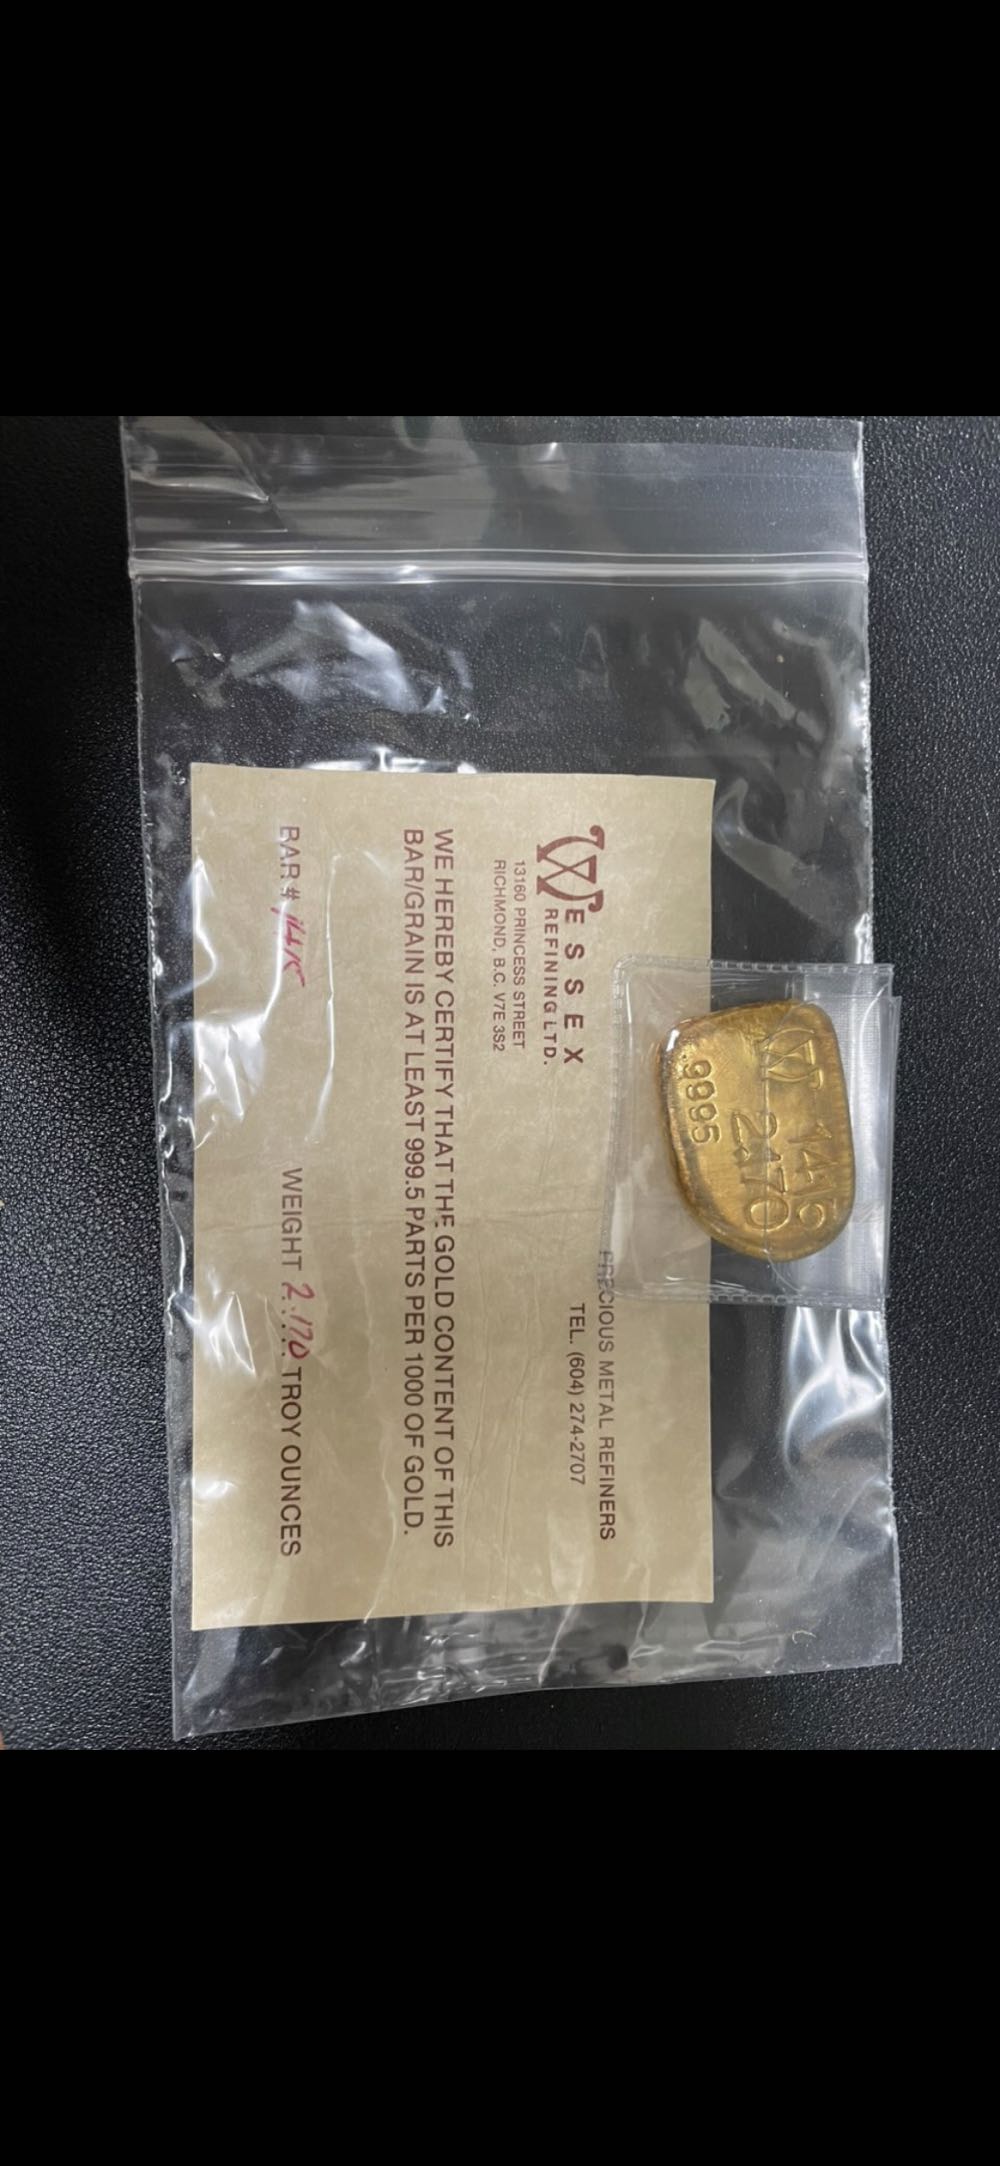 WESSEX
REFINING LTD.
13160 PRINCESS STREET
RICHMOND, B.C. V7E 3S2
PRECIOUS METAL REFINERS
TEL. (604) 274-2707
WE HEREBY CERTIFY THAT THE GOLD CONTENT OF THIS
BAR/GRAIN IS AT LEAST 999.5 PARTS PER 1000 OF GOLD.
BAR # 1415 WEIGHT 2.170 TROY OUNCES
W 1415
2170
9995